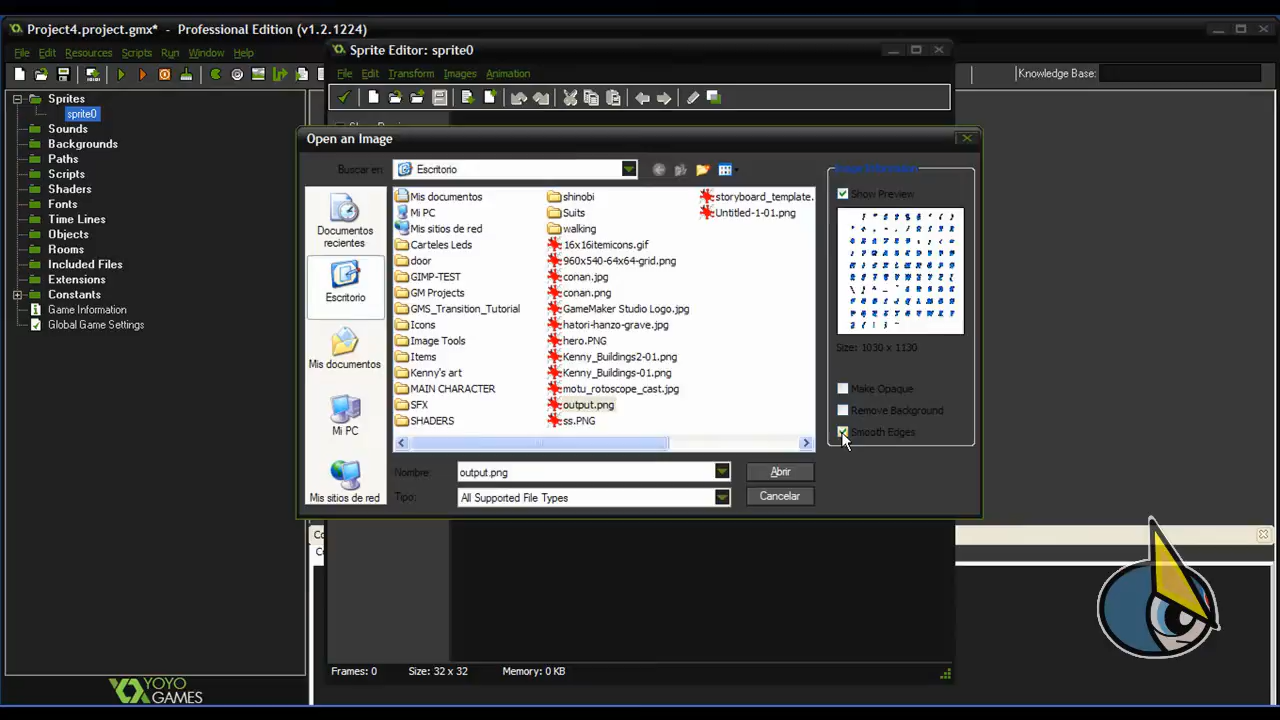 Project4.project.gmx* - Professional Edition (v1.2.1224)
File Edit Resources Scripts Run Window Help
Knowledge Base:
Sprites
sprite0
Sounds
Backgrounds
Paths
Scripts
Shaders
Fonts
Time Lines
Objects
Rooms
Included Files
Extensions
Constants
Game Information
Global Game Settings
YOYO
GAMES
Sprite Editor: sprite0
File Edit Transform Images Animation
Open an Image
Buscar en:
Escritorio
Documentos
recientes
Escritorio
Mis documentos
Mi PC
Mis sitios de red
Mis documentos
Mi PC
Mis sitios de red
Carteles Leds
door
GIMP-TEST
GM Projects
GMS_Transition_Tutorial
Icons
Image Tools
Items
Kenny's art
MAIN CHARACTER
SFX
SHADERS
shinobi
Suits
walking
16x16itemicons.gif
960x540-64x64-grid.png
conan.jpg
conan.png
GameMaker Studio Logo.jpg
hatori-hanzo-grave.jpg
hero.PNG
Kenny_Buildings2-01.png
Kenny_Buildings-01.png
motu_rotoscope_cast.jpg
output.png
ss.PNG
storyboard_template.
Untitled-1-01.png
Nombre:
output.png
Abrir
Tipo:
All Supported File Types
Cancelar
Image Information
Show Preview
Size: 1030 x 1130
Make Opaque
Remove Background
Smooth Edges
Frames: 0
Size: 32 x 32
Memory: 0 KB